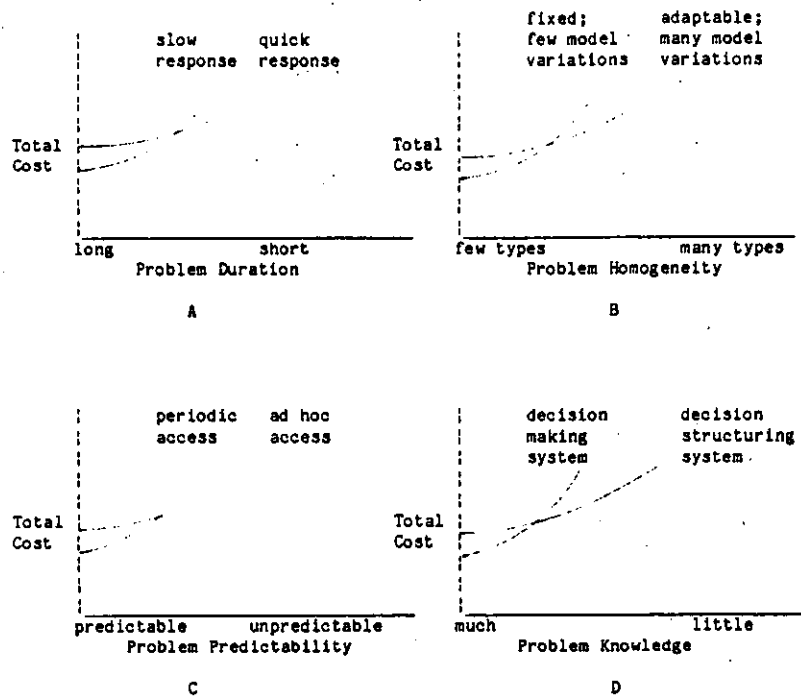 slow
response
quick
response
Total
Cost
long
short
Problem Duration
A
fixed;
few model
variations
adaptable;
many model
variations
Total
Cost
few types
many types
Problem Homogeneity
B
periodic
access
ad hoc
access
Total
Cost
predictable
unpredictable
Problem Predictability
C
decision
making
system
decision
structuring
system
Total
Cost
much
little
Problem Knowledge
D